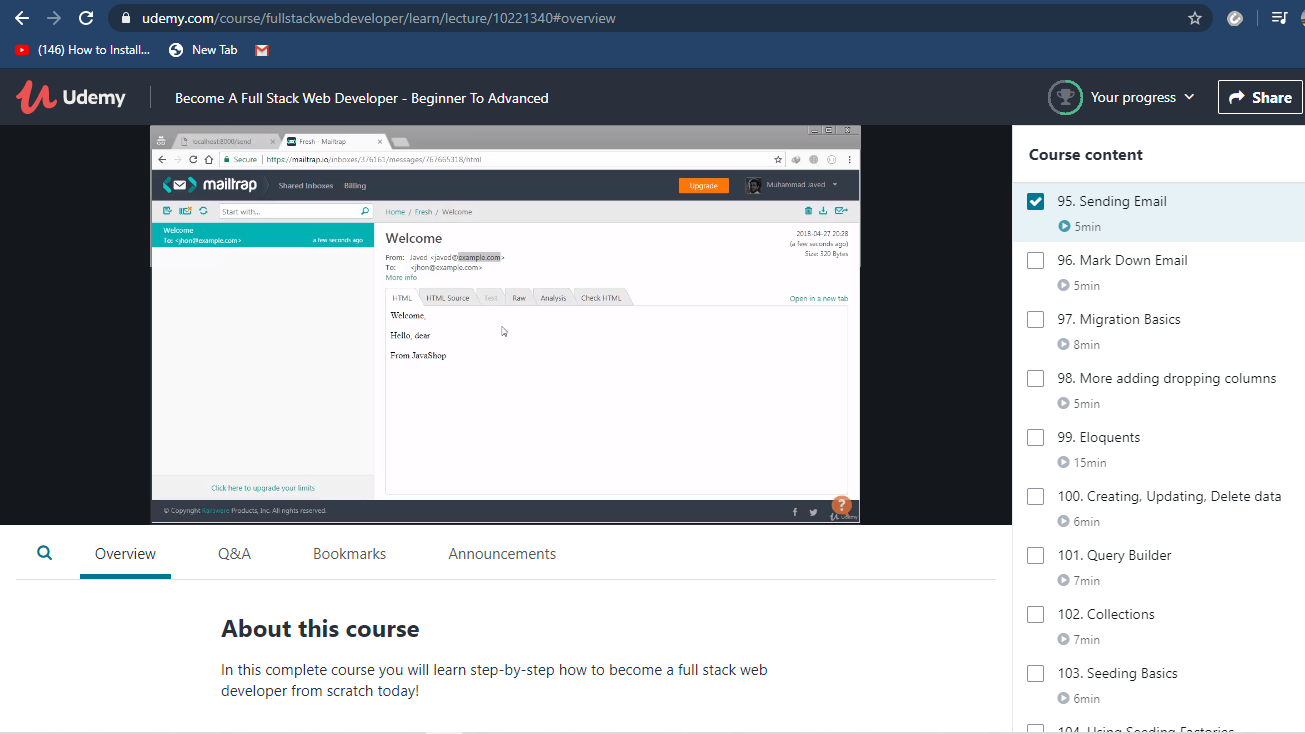 udemy.com/course/fullstackwebdeveloper/learn/lecture/10221340#overview
(146) How to Install...
New Tab
Udemy
Become A Full Stack Web Developer - Beginner To Advanced
Your progress
Share
localhost:8000/send
Fresh - Mailtrap
Secure
https://mailtrap.io/inboxes/376161/messages/767665318/html
mailtrap
Shared Inboxes
Billing
Upgrade
Muhammad Javed
Start with...
Home / Fresh / Welcome
Welcome
To: <jhon@example.com>
a few seconds ago
Welcome
2018-04-27 20:28
(a few seconds ago)
Size: 320 Bytes
From: Javed <javed@example.com>
To: <jhon@example.com>
More info
HTML
HTML Source
Text
Raw
Analysis
Check HTML
Open in a new tab
Welcome,
Hello, dear
From JavaShop
Click here to upgrade your limits
© Copyright Railsware Products, Inc. All rights reserved.
?
Udemy
Overview
Q&A
Bookmarks
Announcements
About this course
In this complete course you will learn step-by-step how to become a full stack web
developer from scratch today!
Course content
95. Sending Email
5min
96. Mark Down Email
5min
97. Migration Basics
8min
98. More adding dropping columns
5min
99. Eloquents
15min
100. Creating, Updating, Delete data
6min
101. Query Builder
7min
102. Collections
7min
103. Seeding Basics
6min
104. Using Seeding Factories